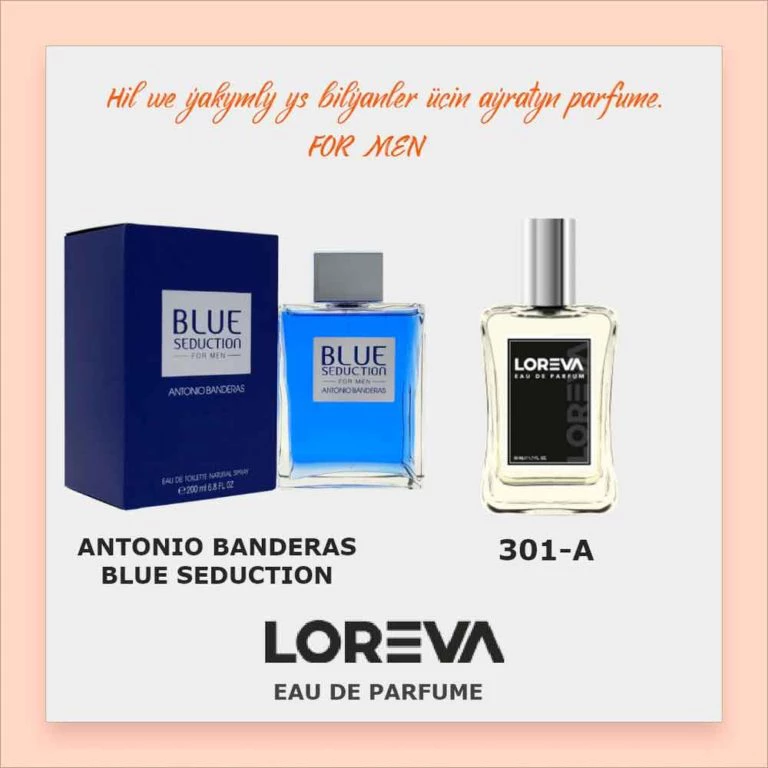 Hil we ýakymly ys bilýanler üçin aýratyn parfume.
FOR MEN
BLUE
SEDUCTION
FOR MEN
ANTONIO BANDERAS
EAU DE TOILETTE NATURAL SPRAY
℮200 ml 6.8 FL OZ
BLUE
SEDUCTION
FOR MEN
ANTONIO BANDERAS
LOREVA
EAU DE PARFUM
LOREVA
ANTONIO BANDERAS
BLUE SEDUCTION
301-A
LOREVA
EAU DE PARFUME